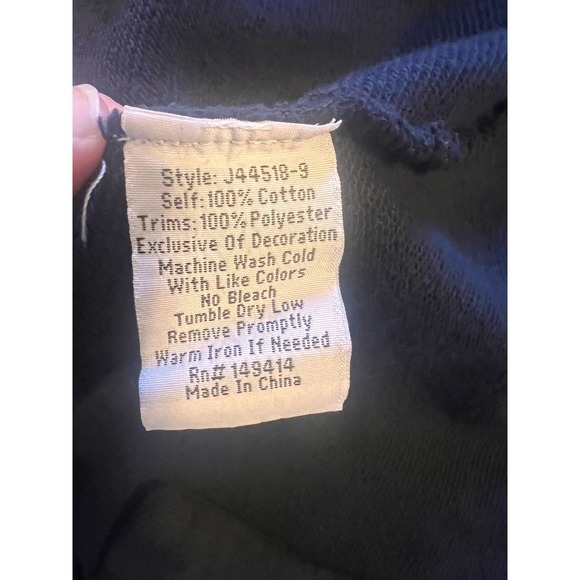 Style: J44518-9
Self: 100% Cotton
Trims: 100% Polyester
Exclusive Of Decoration
Machine Wash Cold
With Like Colors
No Bleach
Tumble Dry Low
Remove Promptly
Warm Iron If Needed
Rn# 149414
Made In China